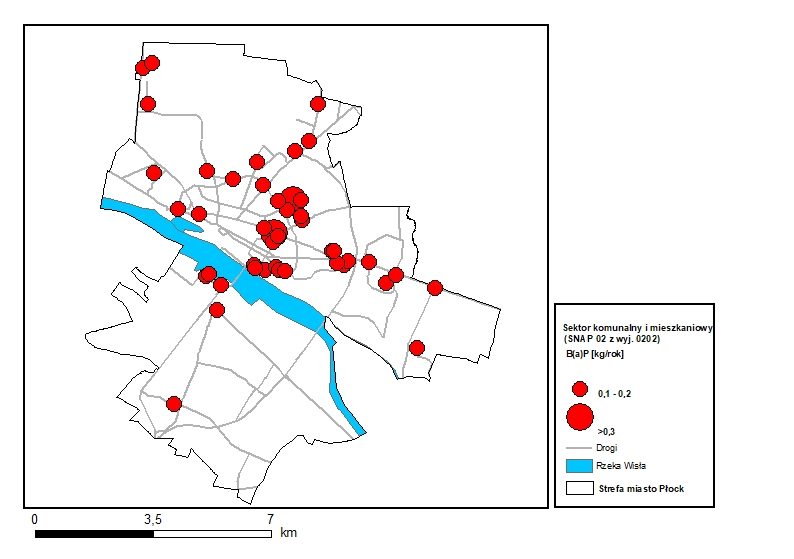 Sektor komunalny i mieszkaniowy
(SNAP 02 z wyj. 0202)
B(a)P [kg/rok]
0,1 - 0,2
>0,3
Drogi
Rzeka Wisła
Strefa miasto Płock
0 3,5 7
km